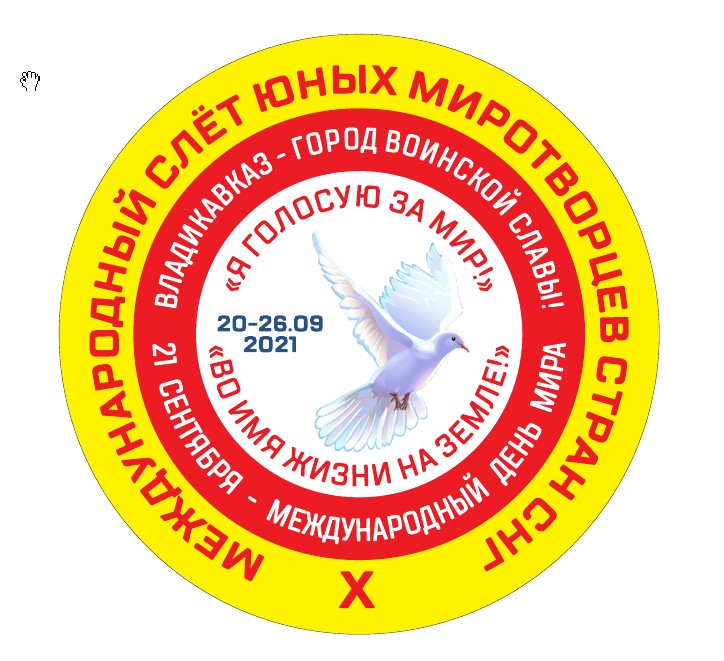 X
МЕЖДУНАРОДНЫЙ СЛЁТ ЮНЫХ МИРОТВОРЦЕВ СТРАН СНГ
ВЛАДИКАВКАЗ - ГОРОД ВОИНСКОЙ СЛАВЫ!
21 СЕНТЯБРЯ - МЕЖДУНАРОДНЫЙ ДЕНЬ МИРА
«Я ГОЛОСУЮ ЗА МИР!»
20-26.09
2021
«ВО ИМЯ ЖИЗНИ НА ЗЕМЛЕ!»